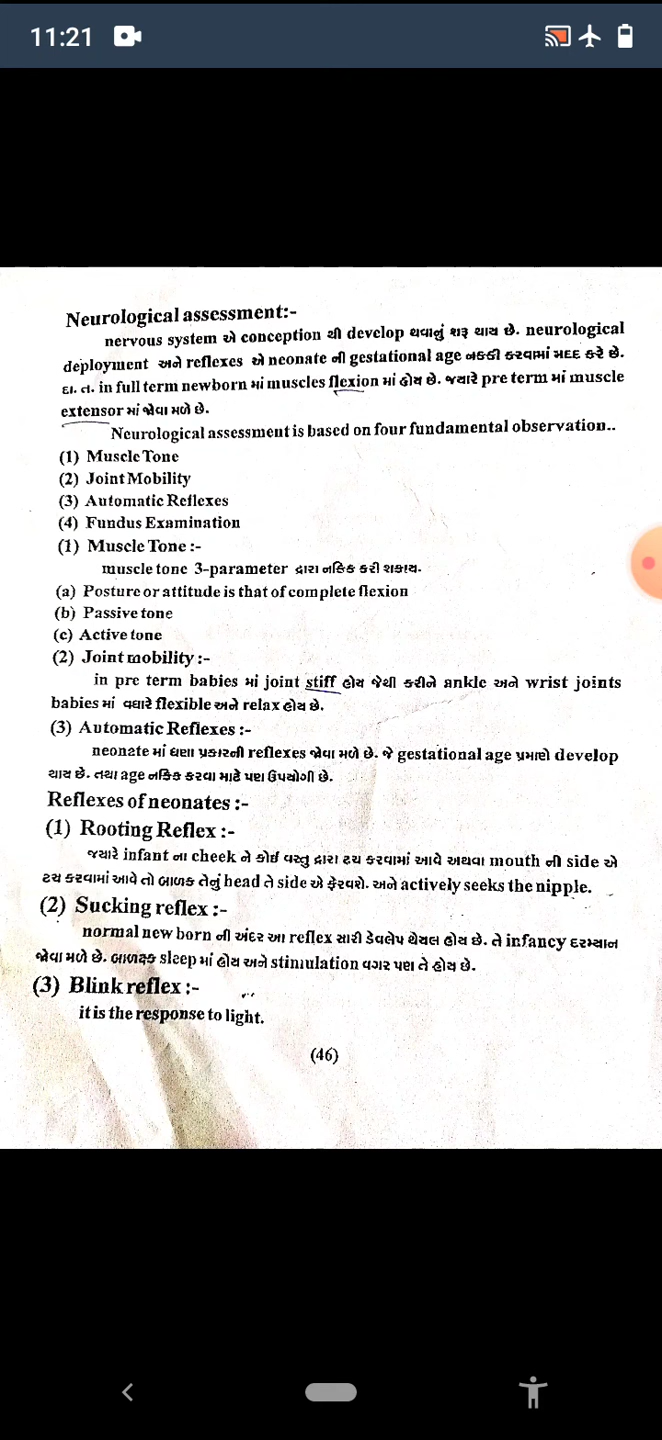 11:21
Neurological assessment:-
nervous system એ conception થી develop થવાનું શરૂ થાય છે. neurological
deployment અને reflexes એ neonate ની gestational age નક્કી કરવામાં મદદ કરે છે.
દા. ત. in full term newborn માં muscles flexion માં હોય છે. જ્યારે pre term માં muscle
extensor માં જોવા મળે છે.
Neurological assessment is based on four fundamental observation..
(1) Muscle Tone
(2) Joint Mobility
(3) Automatic Reflexes
(4) Fundus Examination
(1) Muscle Tone :-
muscle tone 3-parameter દ્વારા નક્કિ કરી શકાય.
(a) Posture or attitude is that of complete flexion
(b) Passive tone
(c) Active tone
(2) Joint mobility :-
in pre term babies માં joint stiff હોય જેથી કરીને ankle અને wrist joints
babies માં વધારે flexible અને relax હોય છે.
(3) Automatic Reflexes :-
neonate માં ઘણા પ્રકારની reflexes જોવા મળે છે. જે gestational age પ્રમાણે develop
થાય છે. તથા age નક્કિ કરવા માટે પણ ઉપયોગી છે.
Reflexes of neonates :-
(1) Rooting Reflex :-
જયારે infant ના cheek ને કોઈ વસ્તુ દ્વારા ટચ કરવામાં આવે અથવા mouth ની side એ
ટચ કરવામાં આવે તો બાળક તેનું head તે side એ ફેરવશે. અને actively seeks the nipple.
(2) Sucking reflex :-
normal new born ની અંદર આ reflex સારી ડેવલેપ થેયલ હોય છે. તે infancy દરમ્યાન
જોવા મળે છે. બાળક sleep માં હોય અને stimulation વગર પણ તે હોય છે.
(3) Blink reflex :-
it is the response to light.
(46)